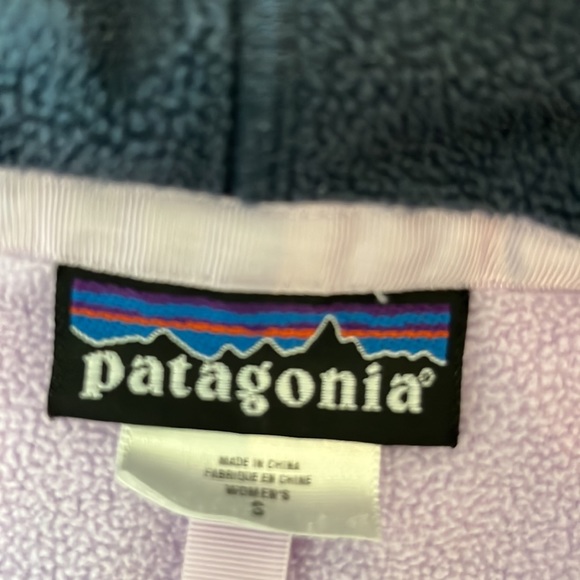 patagonia®
MADE IN CHINA
FABRIQUÉ EN CHINE
WOMEN'S
S